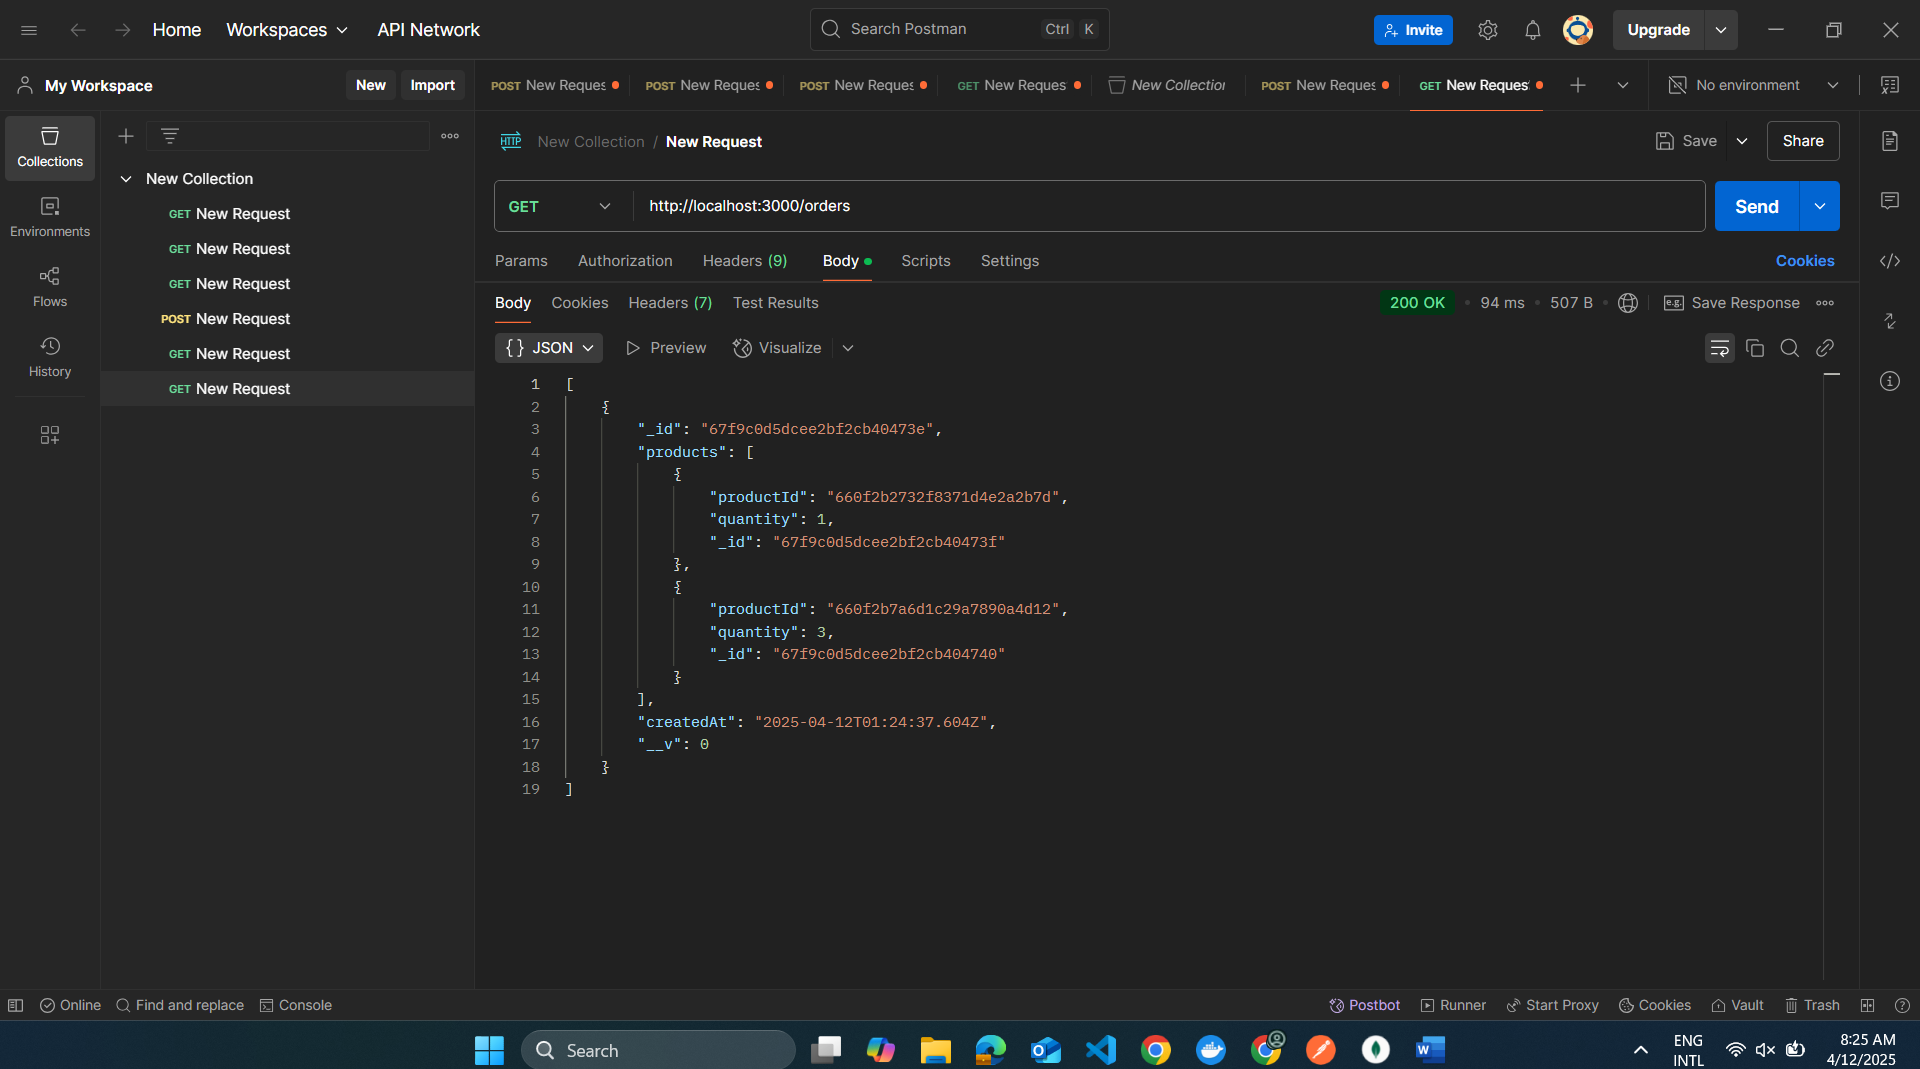 Home Workspaces API Network Search Postman Ctrl K Invite Upgrade
My Workspace New Import POST New Reques POST New Reques POST New Reques GET New Reques New Collection POST New Reques GET New Reques No environment
Collections
Environments
Flows
History
New Collection
GET New Request
GET New Request
GET New Request
POST New Request
GET New Request
GET New Request
HTTP New Collection / New Request Save Share
GET http://localhost:3000/orders Send
Params Authorization Headers (9) Body Scripts Settings Cookies
Body Cookies Headers (7) Test Results 200 OK • 94 ms • 507 B • e.g. Save Response
{} JSON Preview Visualize
1 [
2 {
3 "_id": "67f9c0d5dcee2bf2cb40473e",
4 "products": [
5 {
6 "productId": "660f2b2732f8371d4e2a2b7d",
7 "quantity": 1,
8 "_id": "67f9c0d5dcee2bf2cb40473f"
9 },
10 {
11 "productId": "660f2b7a6d1c29a7890a4d12",
12 "quantity": 3,
13 "_id": "67f9c0d5dcee2bf2cb404740"
14 }
15 ],
16 "createdAt": "2025-04-12T01:24:37.604Z",
17 "__v": 0
18 }
19 ]
Online Find and replace Console Postbot Runner Start Proxy Cookies Vault Trash
Search
ENG
INTL
8:25 AM
4/12/2025